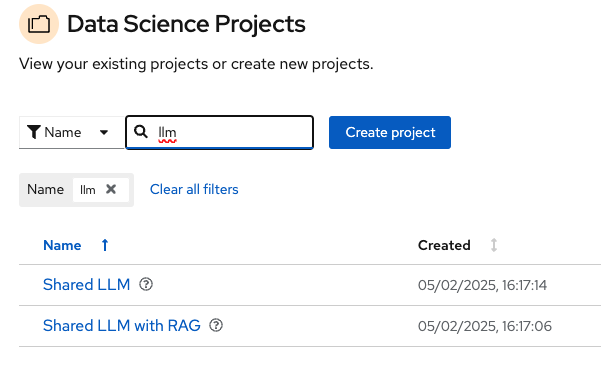 Data Science Projects
View your existing projects or create new projects.
Name llm Create project
Name llm Clear all filters
Name Created
Shared LLM 05/02/2025, 16:17:14
Shared LLM with RAG 05/02/2025, 16:17:06